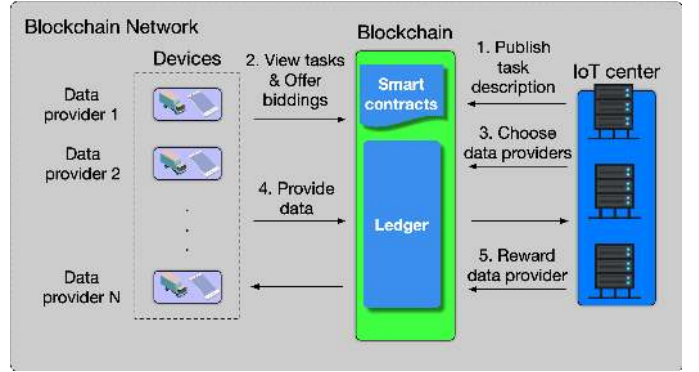 Blockchain Network
Devices
Data
provider 1
Data
provider 2
.
.
.
Data
provider N
2. View tasks
& Offer
biddings
4. Provide
data
Blockchain
Smart
contracts
Ledger
1. Publish
task
description
3. Choose
data providers
5. Reward
data provider
IoT center